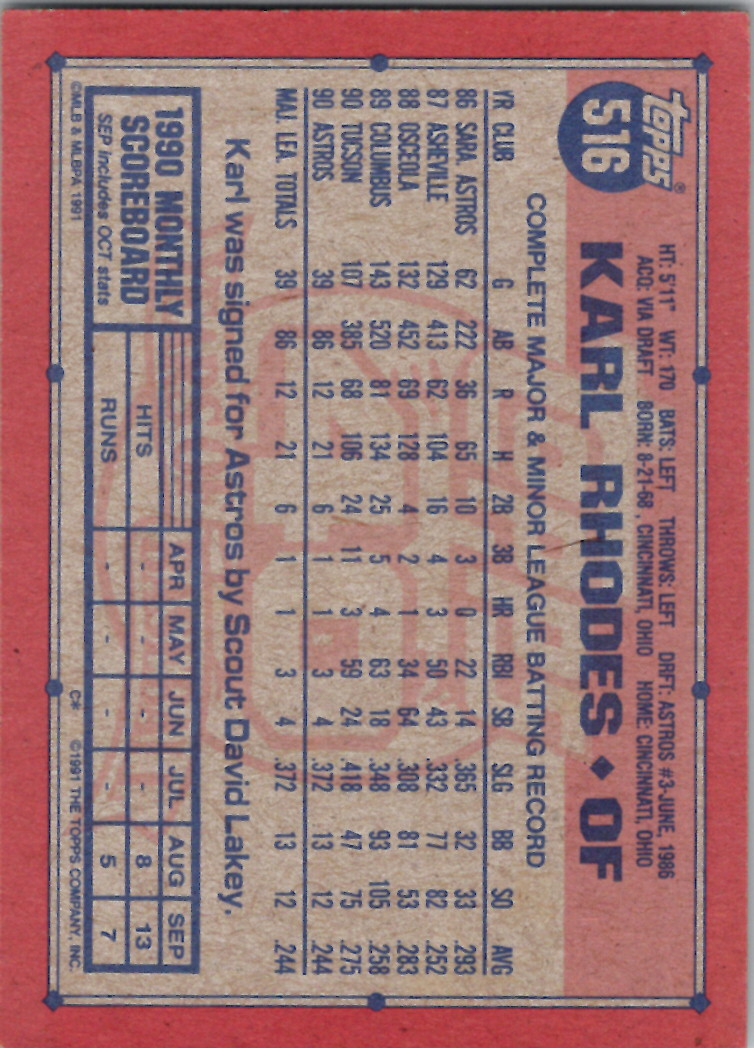 topps®
516
HT: 5'11" WT: 170 BATS: LEFT THROWS: LEFT DRFT: ASTROS #3-JUNE, 1986
ACQ: VIA DRAFT BORN: 8-21-68 , CINCINNATI, OHIO HOME: CINCINNATI, OHIO
KARL RHODES ♦ OF
COMPLETE MAJOR & MINOR LEAGUE BATTING RECORD
YR CLUB G AB R H 2B 3B HR RBI SB SLG BB SO AVG
86 SARA. ASTROS 62 222 36 65 10 3 0 22 14 .365 32 33 .293
87 ASHEVILLE 129 413 62 104 16 4 3 50 43 .332 77 82 .252
88 OSCEOLA 132 452 69 128 4 2 1 34 64 .308 81 53 .283
89 COLUMBUS 143 520 81 134 25 5 4 63 18 .348 93 105 .258
90 TUCSON 107 385 68 106 24 11 3 59 24 .418 47 75 .275
90 ASTROS 39 86 12 21 6 1 1 3 4 .372 13 12 .244
MAJ. LEA. TOTALS 39 86 12 21 6 1 1 3 4 .372 13 12 .244
Karl was signed for Astros by Scout David Lakey.
1990 MONTHLY
SCOREBOARD
SEP includes OCT stats
APR MAY JUN JUL AUG SEP
HITS - - - - 8 13
RUNS - - - - 5 7
©MLB & MLBPA 1991 C* ©1991 THE TOPPS COMPANY, INC.